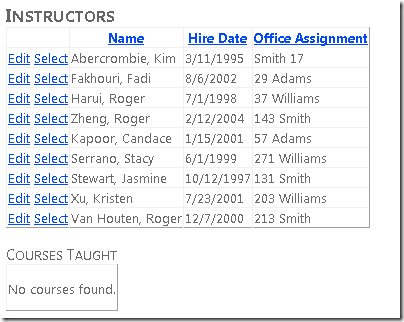 INSTRUCTORS
Name Hire Date Office Assignment
Edit Select Abercrombie, Kim 3/11/1995 Smith 17
Edit Select Fakhouri, Fadi 8/6/2002 29 Adams
Edit Select Harui, Roger 7/1/1998 37 Williams
Edit Select Zheng, Roger 2/12/2004 143 Smith
Edit Select Kapoor, Candace 1/15/2001 57 Adams
Edit Select Serrano, Stacy 6/1/1999 271 Williams
Edit Select Stewart, Jasmine 10/12/1997 131 Smith
Edit Select Xu, Kristen 7/23/2001 203 Williams
Edit Select Van Houten, Roger 12/7/2000 213 Smith
COURSES TAUGHT
No courses found.